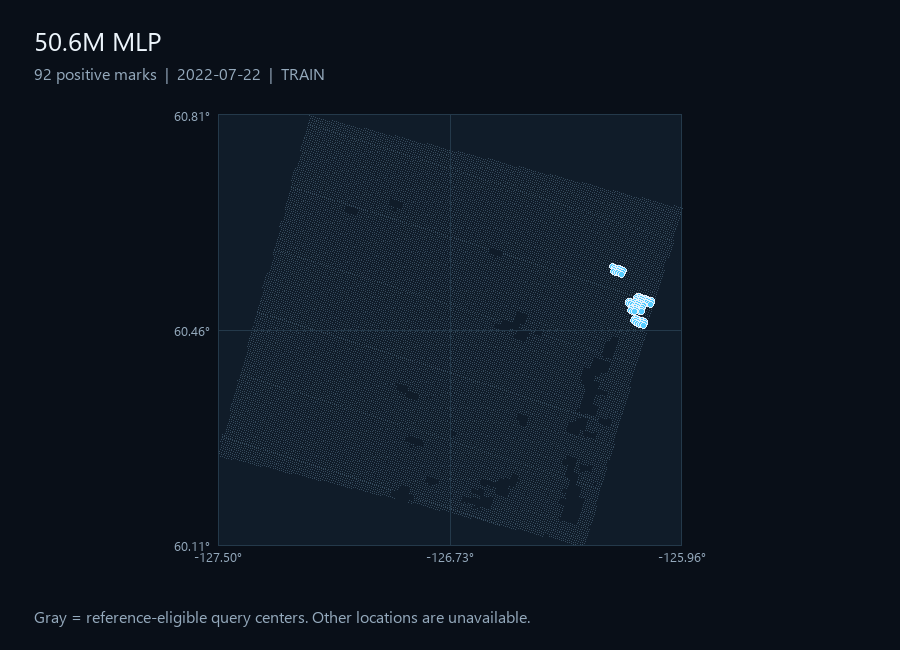 50.6M MLP
92 positive marks | 2022-07-22 | TRAIN
60.81°
60.46°
60.11°
-127.50°
-126.73°
-125.96°
Gray = reference-eligible query centers. Other locations are unavailable.